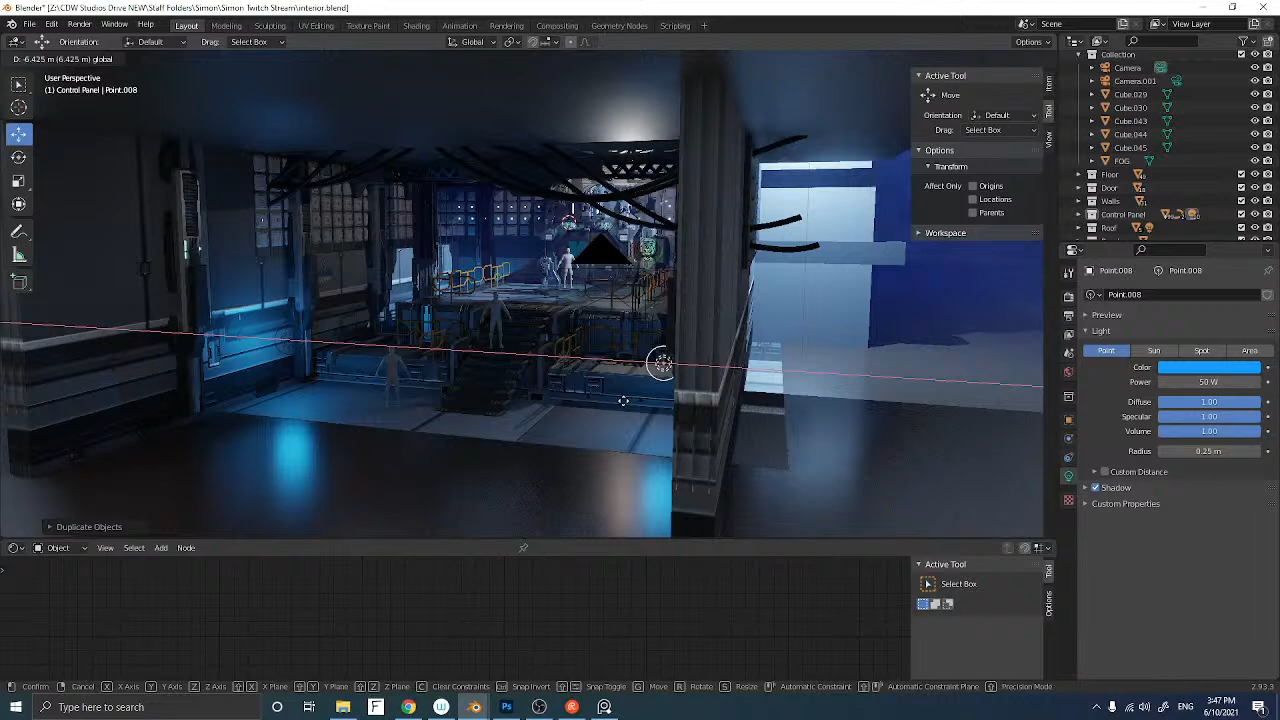 Blender* [Z:\CDW Studios Drive NEW\Staff Folders\Simon\Simon Twitch Stream\interior.blend]
File Edit Render Window Help Layout Modeling Sculpting UV Editing Texture Paint Shading Animation Rendering Compositing Geometry Nodes Scripting + Scene View Layer
Orientation: Default Drag: Select Box Global Options
D: -6.425 m (6.425 m) global
User Perspective
(1) Control Panel | Point.008
Active Tool
Move
Orientation Default
Drag: Select Box
Options
Transform
Affect Only Origins
Locations
Parents
Workspace
Item
Tool
View
Collection
Camera
Camera.001
Cube.029
Cube.030
Cube.043
Cube.044
Cube.045
FOG
Floor
Door
Walls
Control Panel
Roof
Point.008 Point.008
Point.008
Preview
Light
Point Sun Spot Area
Color
Power 50 W
Diffuse 1.00
Specular 1.00
Volume 1.00
Radius 0.25 m
Custom Distance
Shadow
Custom Properties
Duplicate Objects
Object View Select Add Node
Active Tool
Select Box
Tool
Options
Confirm Cancel X X Axis Y Y Axis Z Z Axis X X Plane Y Y Plane Z Z Plane C Clear Constraints Snap Invert Snap Toggle G Move R Rotate S Resize Automatic Constraint Automatic Constraint Plane Precision Mode 2.93.3
Type here to search
3:47 PM
6/10/2021